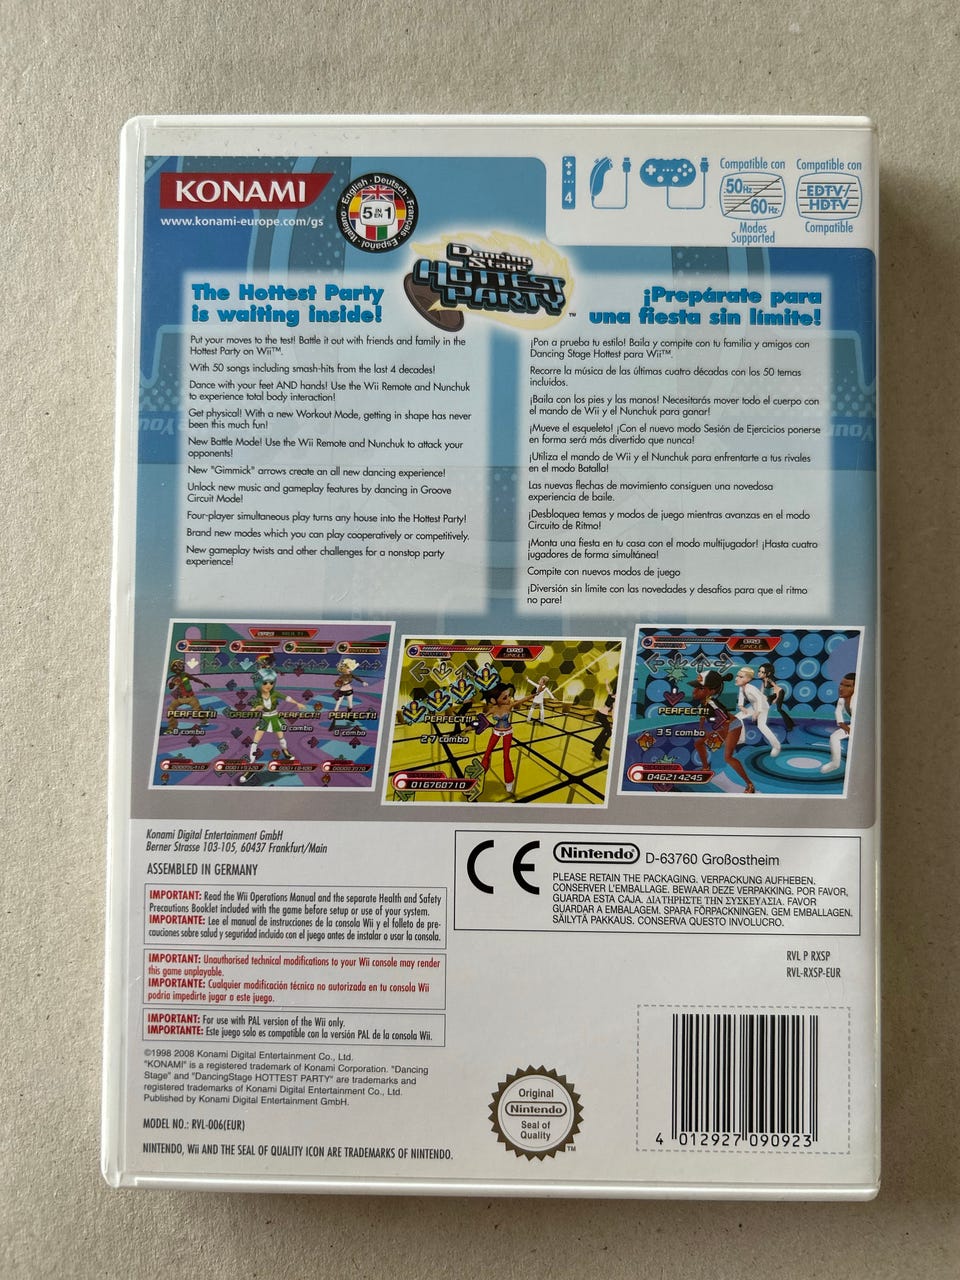 KONAMI
www.konami-europe.com/gs
English · Deutsch · Français · Español · Italiano
5 IN EN 1
4
Compatible con
50Hz
60Hz
Modes
Supported
Compatible con
EDTV/
HDTV
Compatible
Dancing
Stage
HOTTEST
PARTY™
The Hottest Party
is waiting inside!
Put your moves to the test! Battle it out with friends and family in the
Hottest Party on Wii™.
With 50 songs including smash-hits from the last 4 decades!
Dance with your feet AND hands! Use the Wii Remote and Nunchuk
to experience total body interaction!
Get physical! With a new Workout Mode, getting in shape has never
been this much fun!
New Battle Mode! Use the Wii Remote and Nunchuk to attack your
opponents!
New "Gimmick" arrows create an all new dancing experience!
Unlock new music and gameplay features by dancing in Groove
Circuit Mode!
Four-player simultaneous play turns any house into the Hottest Party!
Brand new modes which you can play cooperatively or competitively.
New gameplay twists and other challenges for a nonstop party
experience!
¡Prepárate para
una fiesta sin límite!
¡Pon a prueba tu estilo! Baila y compite con tu familia y amigos con
Dancing Stage Hottest para Wii™.
Recorre la música de las últimas cuatro décadas con los 50 temas
incluidos.
¡Baila con los pies y las manos! Necesitarás mover todo el cuerpo con
el mando de Wii y el Nunchuk para ganar!
¡Mueve el esqueleto! ¡Con el nuevo modo Sesión de Ejercicios ponerse
en forma será más divertido que nunca!
¡Utiliza el mando de Wii y el Nunchuk para enfrentarte a tus rivales
en el modo Batalla!
Las nuevas flechas de movimiento consiguen una novedosa
experiencia de baile.
¡Desbloquea temas y modos de juego mientras avanzas en el modo
Circuito de Ritmo!
¡Monta una fiesta en tu casa con el modo multijugador! ¡Hasta cuatro
jugadores de forma simultánea!
Compite con nuevos modos de juego
¡Diversión sin límite con las novedades y desafíos para que el ritmo
no pare!
MULTI
PERFECT!! GREAT! PERFECT!! PERFECT!!
combo combo combo
SINGLE
PERFECT!!
27 combo
016760710
SINGLE
PERFECT!!
35 combo
046214245
Konami Digital Entertainment GmbH
Berner Strasse 103-105, 60437 Frankfurt/Main
ASSEMBLED IN GERMANY
IMPORTANT: Read the Wii Operations Manual and the separate Health and Safety
Precautions Booklet included with the game before setup or use of your system.
IMPORTANTE: Lee el manual de instrucciones de la consola Wii y el folleto de pre-
cauciones sobre salud y seguridad incluido con el juego antes de instalar o usar la consola.
IMPORTANT: Unauthorised technical modifications to your Wii console may render
this game unplayable.
IMPORTANTE: Cualquier modificación técnica no autorizada en tu consola Wii
podría impedirte jugar a este juego.
IMPORTANT: For use with PAL version of the Wii only.
IMPORTANTE: Este juego solo es compatible con la versión PAL de la consola Wii.
©1998 2008 Konami Digital Entertainment Co., Ltd.
"KONAMI" is a registered trademark of Konami Corporation. "Dancing
Stage" and "DancingStage HOTTEST PARTY" are trademarks and
registered trademarks of Konami Digital Entertainment Co., Ltd.
Published by Konami Digital Entertainment GmbH.
MODEL NO.: RVL-006(EUR)
NINTENDO, Wii AND THE SEAL OF QUALITY ICON ARE TRADEMARKS OF NINTENDO.
CE
Nintendo D-63760 Großostheim
PLEASE RETAIN THE PACKAGING. VERPACKUNG AUFHEBEN.
CONSERVER L'EMBALLAGE. BEWAAR DEZE VERPAKKING. POR FAVOR,
GUARDA ESTA CAJA. ΔΙΑΤΗΡΗΣΤΕ ΤΗΝ ΣΥΣΚΕΥΑΣΙΑ. FAVOR
GUARDAR A EMBALAGEM. SPARA FÖRPACKNINGEN. GEM EMBALLAGEN.
SÄILYTÄ PAKKAUS. CONSERVA QUESTO INVOLUCRO.
RVL P RXSP
RVL-RXSP-EUR
Original
Nintendo
Seal of
Quality
TM
4 012927 090923